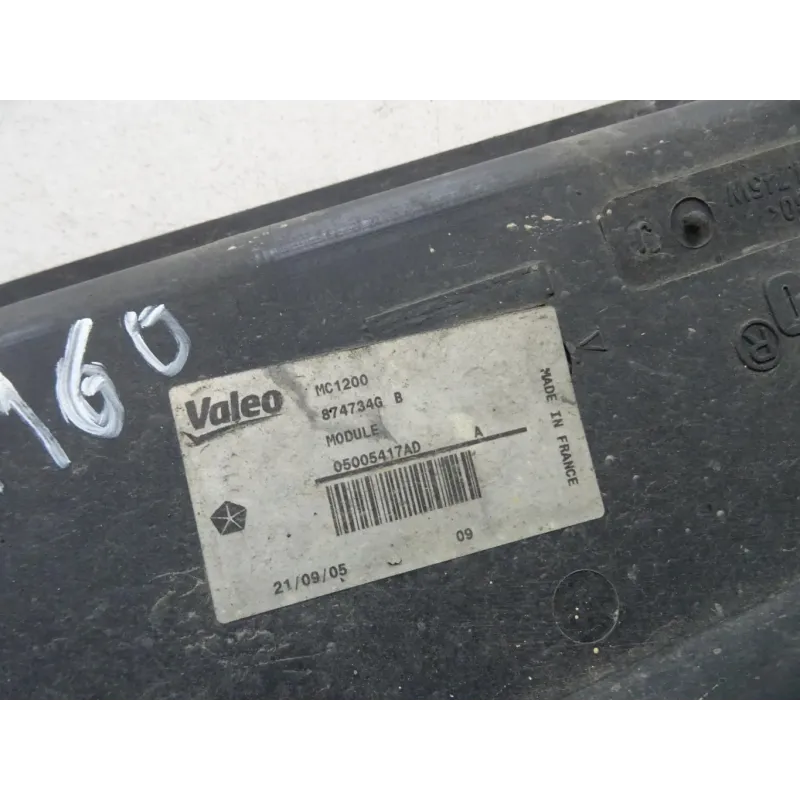 160
Valeo
MC1200
874734G B
MODULE
05005417AD A
MADE IN FRANCE
09
21/09/05